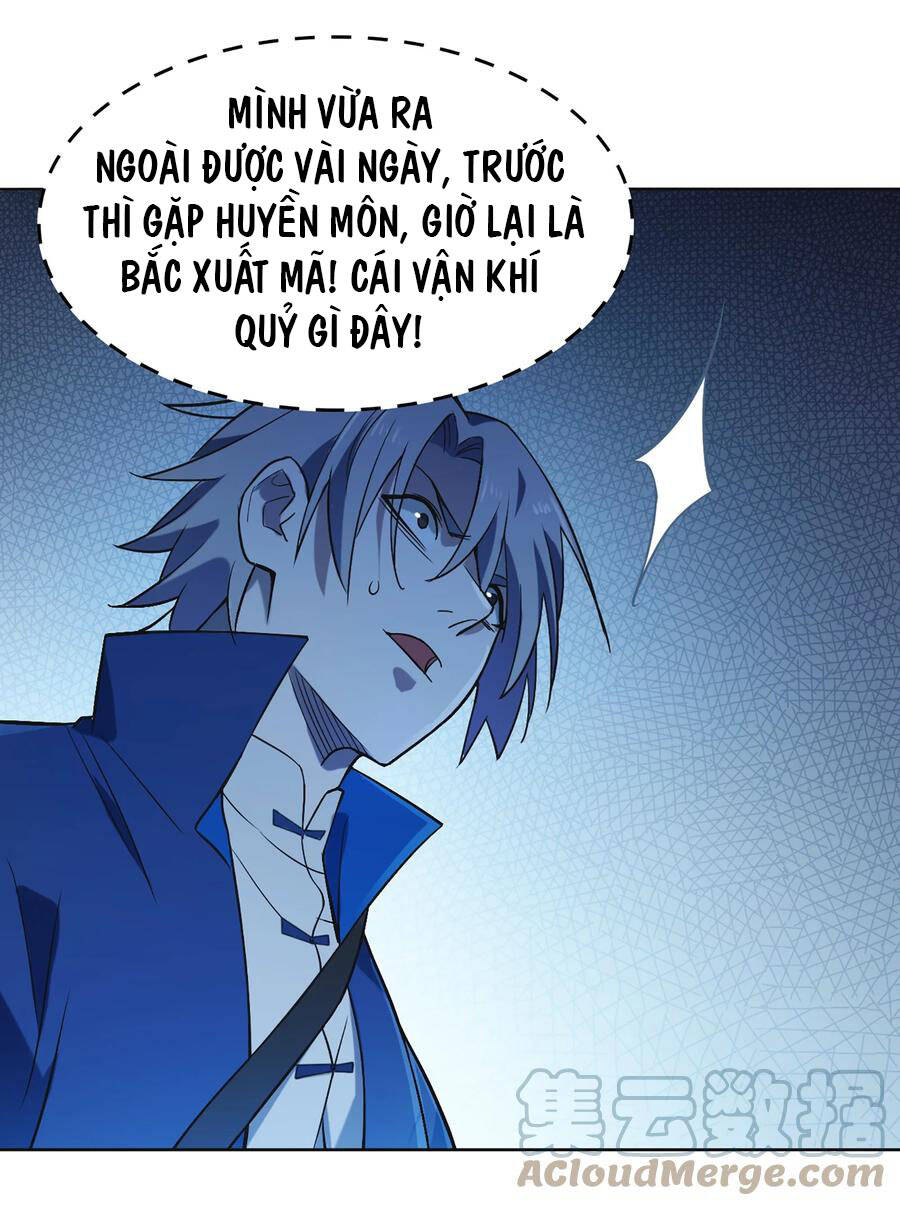 MÌNH VỪA RA
NGOÀI ĐƯỢC VÀI NGÀY, TRƯỚC
THÌ GẶP HUYỀN MÔN, GIỜ LẠI LÀ
BẮC XUẤT MÃ! CÁI VẬN KHÍ
QUỶ GÌ ĐÂY!
集云数据
ACloudMerge.com